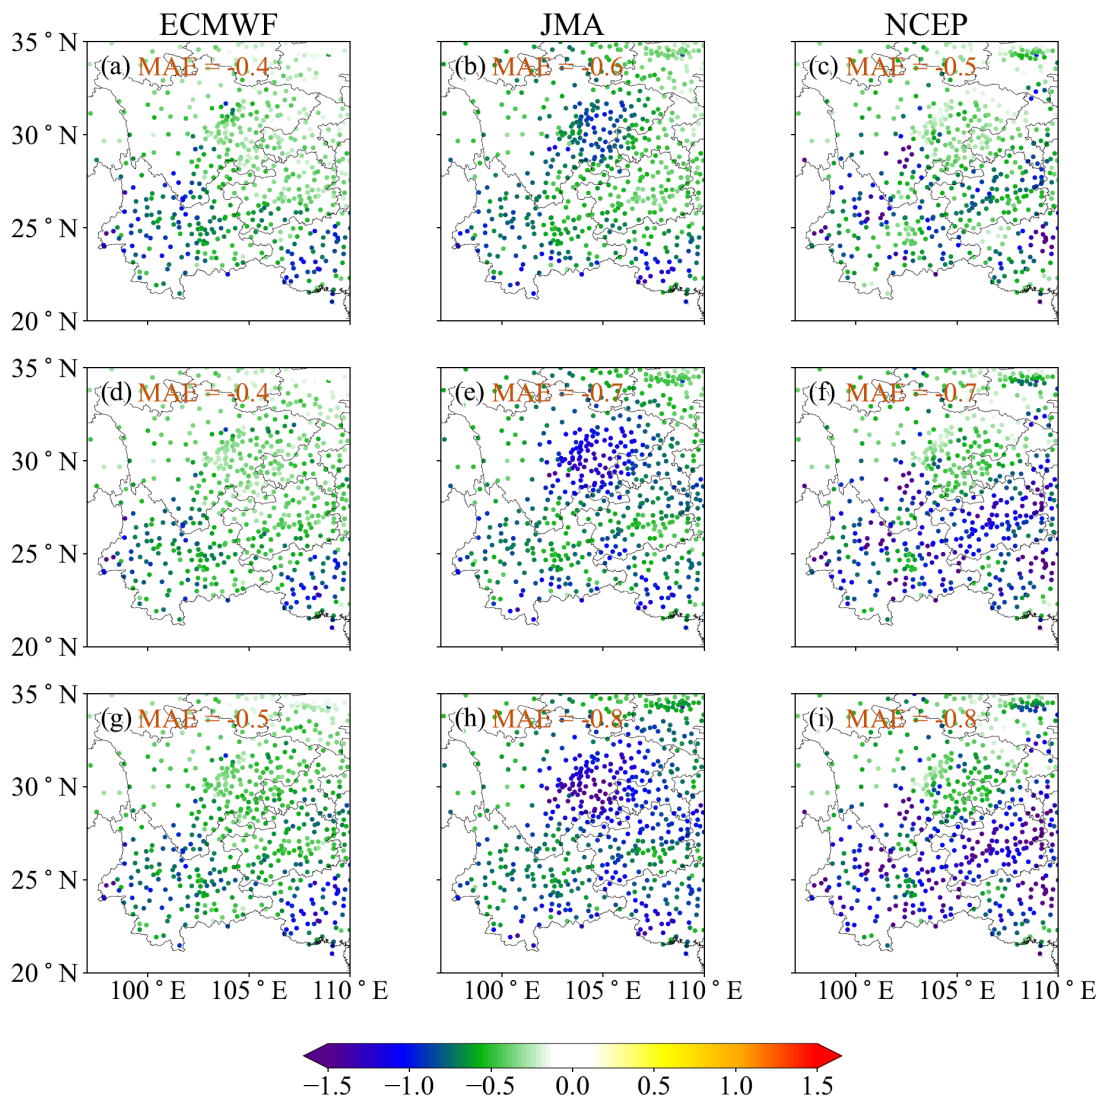 ECMWF JMA NCEP
35°N
(a) MAE = -0.4 (b) MAE = -0.6 (c) MAE = -0.5
30°N
25°N
20°N
35°N
(d) MAE = -0.4 (e) MAE = -0.7 (f) MAE = -0.7
30°N
25°N
20°N
35°N
(g) MAE = -0.5 (h) MAE = -0.8 (i) MAE = -0.8
30°N
25°N
20°N
100°E 105°E 110°E 100°E 105°E 110°E 100°E 105°E 110°E
−1.5 −1.0 −0.5 0.0 0.5 1.0 1.5